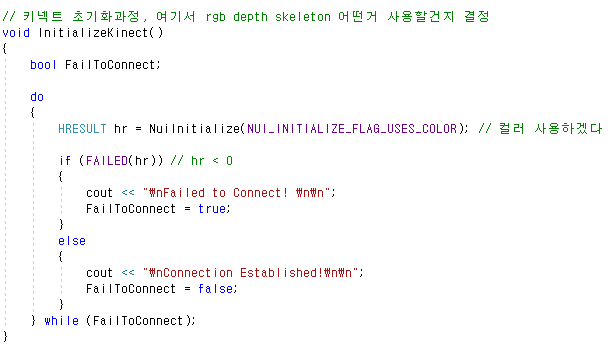 // 키넥트 초기화과정, 여기서 rgb depth skeleton 어떤거 사용할건지 결정
void InitializeKinect()
{
    bool FailToConnect;
    do
    {
        HRESULT hr = NuiInitialize(NUI_INITIALIZE_FLAG_USES_COLOR); // 컬러 사용하겠다
        if (FAILED(hr)) // hr < 0
        {
            cout << "₩nFailed to Connect! ₩n₩n";
            FailToConnect = true;
        }
        else
        {
            cout << "₩nConnection Established!₩n₩n";
            FailToConnect = false;
        }
    } while (FailToConnect);
}